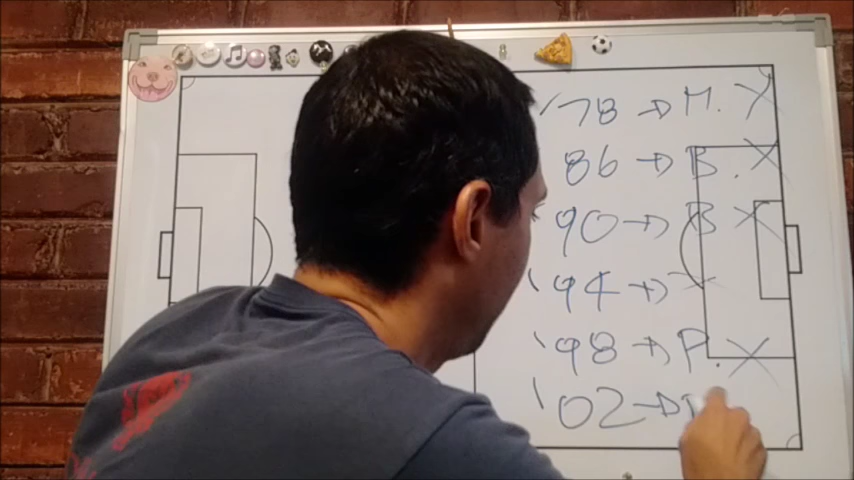 '78 → M. X
86 → B. X
90 → B X
'94 → X
'98 → P. X
'02 →